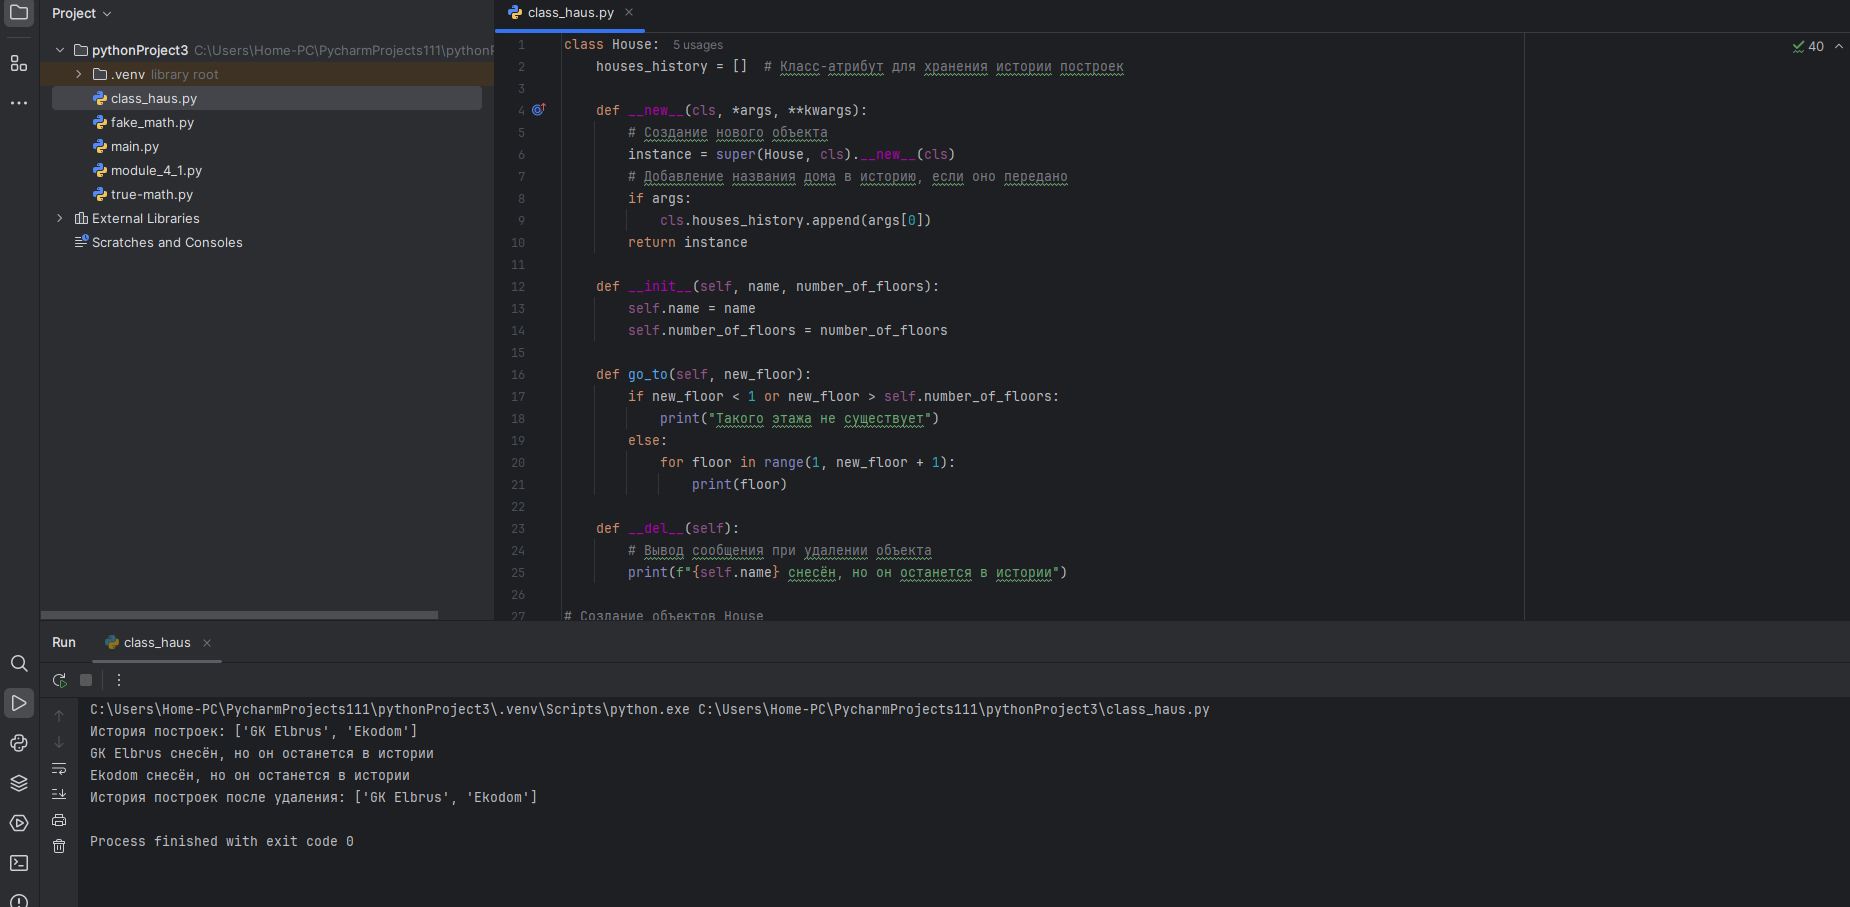 Project
pythonProject3 C:\Users\Home-PC\PycharmProjects111\pythonP
.venv library root
class_haus.py
fake_math.py
main.py
module_4_1.py
true-math.py
External Libraries
Scratches and Consoles
class_haus.py
40
1 class House: 5 usages
2 houses_history = [] # Класс-атрибут для хранения истории построек
3
4 def __new__(cls, *args, **kwargs):
5 # Создание нового объекта
6 instance = super(House, cls).__new__(cls)
7 # Добавление названия дома в историю, если оно передано
8 if args:
9 cls.houses_history.append(args[0])
10 return instance
11
12 def __init__(self, name, number_of_floors):
13 self.name = name
14 self.number_of_floors = number_of_floors
15
16 def go_to(self, new_floor):
17 if new_floor < 1 or new_floor > self.number_of_floors:
18 print("Такого этажа не существует")
19 else:
20 for floor in range(1, new_floor + 1):
21 print(floor)
22
23 def __del__(self):
24 # Вывод сообщения при удалении объекта
25 print(f"{self.name} снесён, но он останется в истории")
26
27 # Создание объектов House
Run class_haus
C:\Users\Home-PC\PycharmProjects111\pythonProject3\.venv\Scripts\python.exe C:\Users\Home-PC\PycharmProjects111\pythonProject3\class_haus.py
История построек: ['GK Elbrus', 'Ekodom']
GK Elbrus снесён, но он останется в истории
Ekodom снесён, но он останется в истории
История построек после удаления: ['GK Elbrus', 'Ekodom']
Process finished with exit code 0